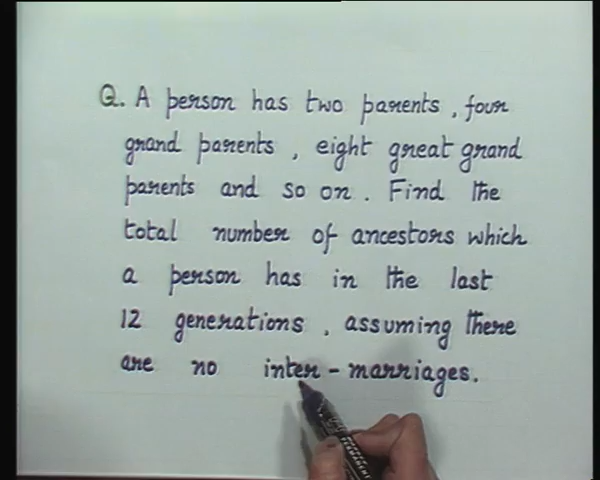 Q. A person has two parents, four
grand parents, eight great grand
parents and so on. Find the
total number of ancestors which
a person has in the last
12 generations, assuming there
are no inter-marriages.